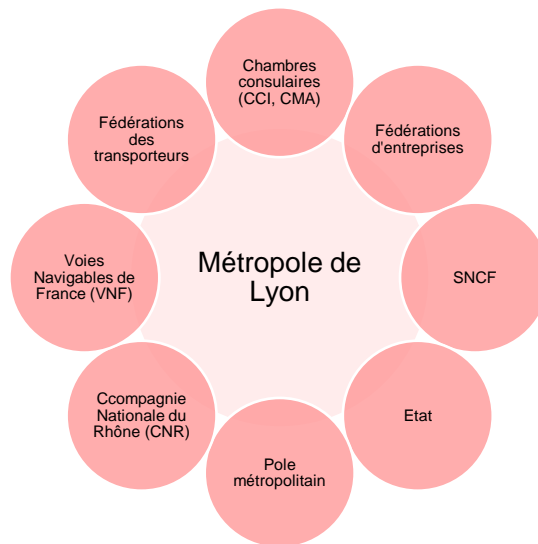 Chambres
consulaires
(CCI, CMA)
Fédérations
d'entreprises
SNCF
Etat
Pole
métropolitain
Ccompagnie
Nationale du
Rhône (CNR)
Voies
Navigables de
France (VNF)
Fédérations
des
transporteurs
Métropole de
Lyon